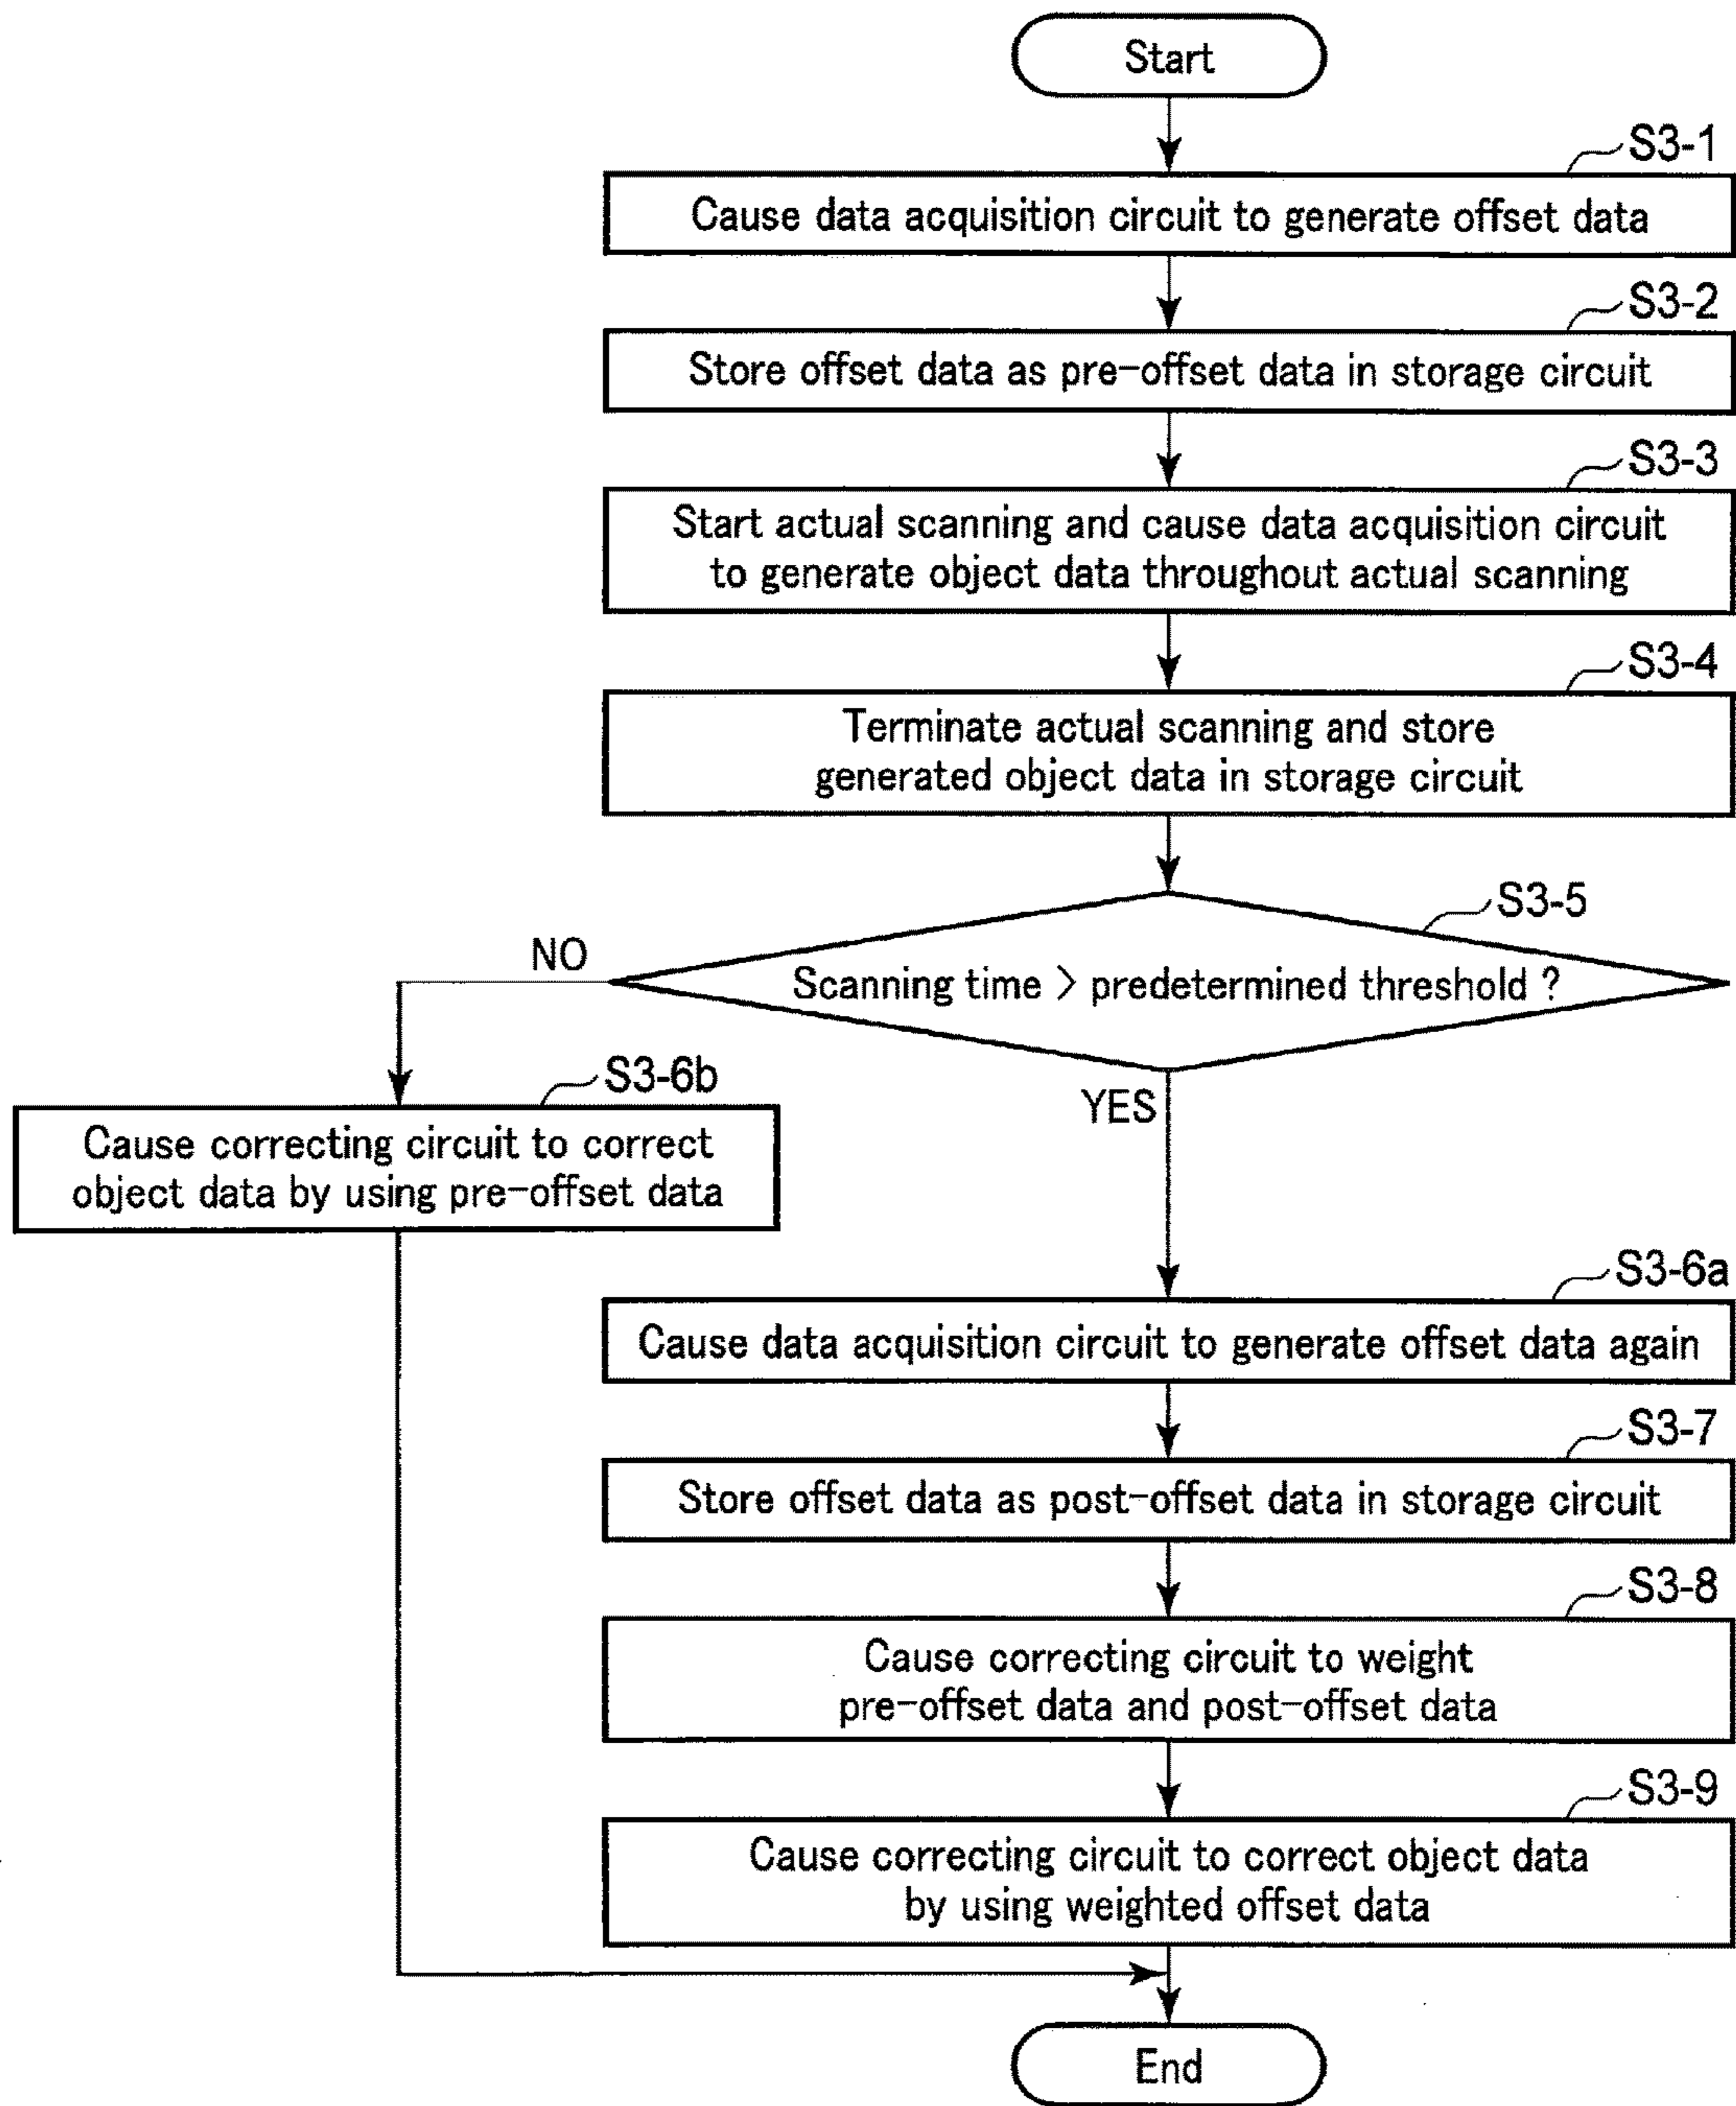 Start
S3-1
Cause data acquisition circuit to generate offset data
S3-2
Store offset data as pre-offset data in storage circuit
S3-3
Start actual scanning and cause data acquisition circuit
to generate object data throughout actual scanning
S3-4
Terminate actual scanning and store
generated object data in storage circuit
S3-5
Scanning time > predetermined threshold ?
NO
YES
S3-6b
Cause correcting circuit to correct
object data by using pre-offset data
S3-6a
Cause data acquisition circuit to generate offset data again
S3-7
Store offset data as post-offset data in storage circuit
S3-8
Cause correcting circuit to weight
pre-offset data and post-offset data
S3-9
Cause correcting circuit to correct object data
by using weighted offset data
End